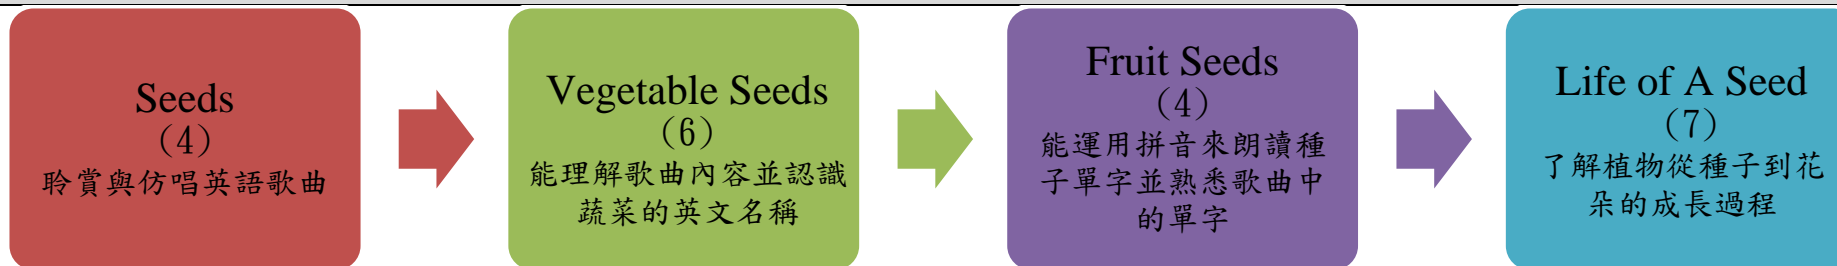 Seeds
（4）
聆賞與仿唱英語歌曲
Vegetable Seeds
（6）
能理解歌曲內容並認識
蔬菜的英文名稱
Fruit Seeds
（4）
能運用拼音來朗讀種
子單字並熟悉歌曲中
的單字
Life of A Seed
（7）
了解植物從種子到花
朵的成長過程